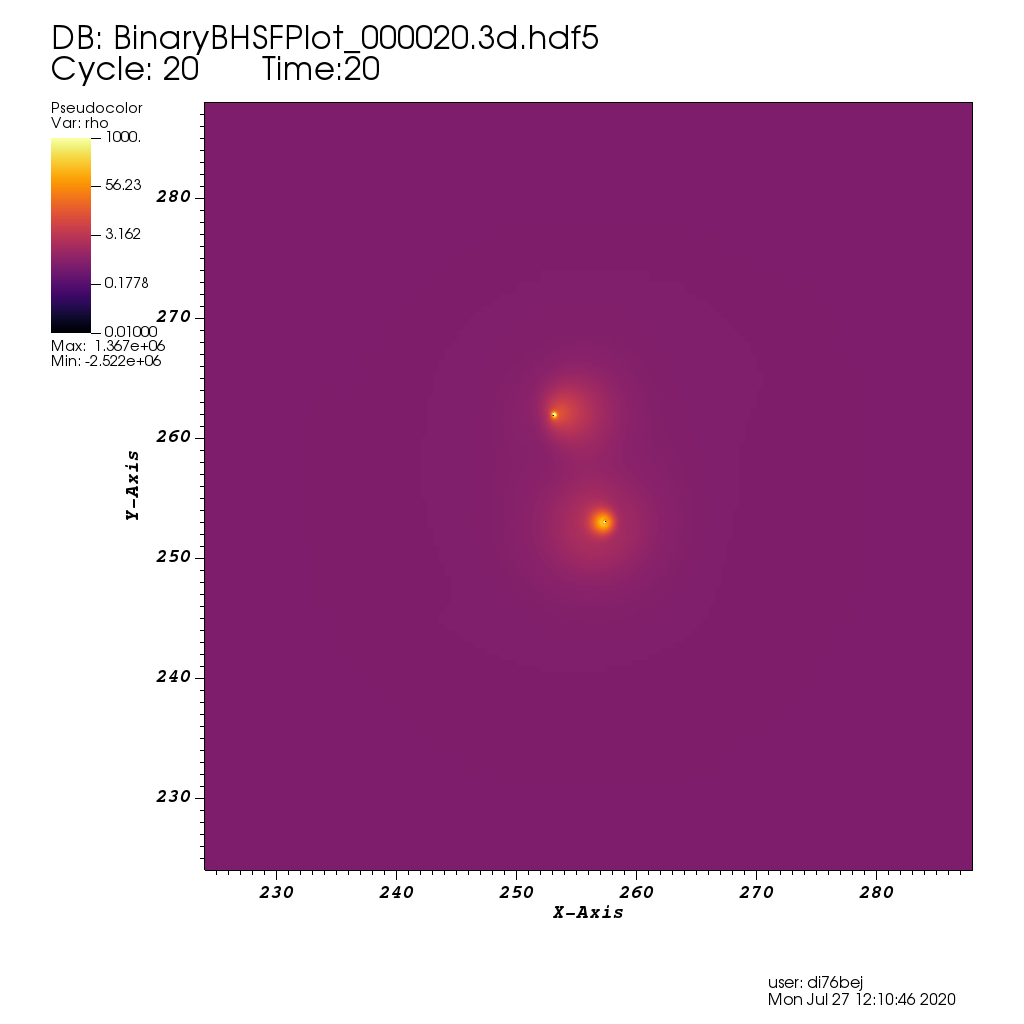 DB: BinaryBHSFPlot_000020.3d.hdf5
Cycle: 20 Time:20
Pseudocolor
Var: rho
1000.
56.23
3.162
0.1778
0.01000
Max: 1.367e+06
Min: -2.522e+06
280
270
260
250
240
230
Y-Axis
230 240 250 260 270 280
X-Axis
user: di76bej
Mon Jul 27 12:10:46 2020